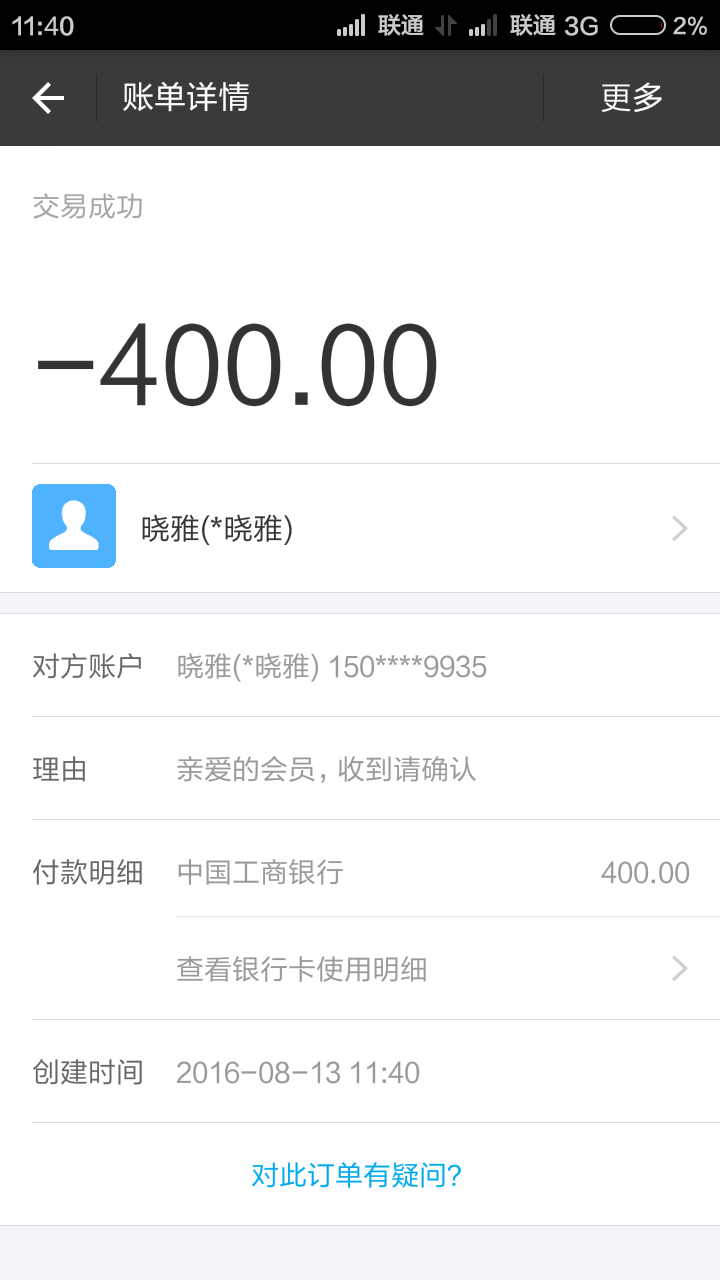 11:40 联通 联通 3G 2%
账单详情 更多
交易成功
-400.00
晓雅(*晓雅)
对方账户 晓雅(*晓雅) 150****9935
理由 亲爱的会员，收到请确认
付款明细 中国工商银行 400.00
查看银行卡使用明细
创建时间 2016-08-13 11:40
对此订单有疑问?